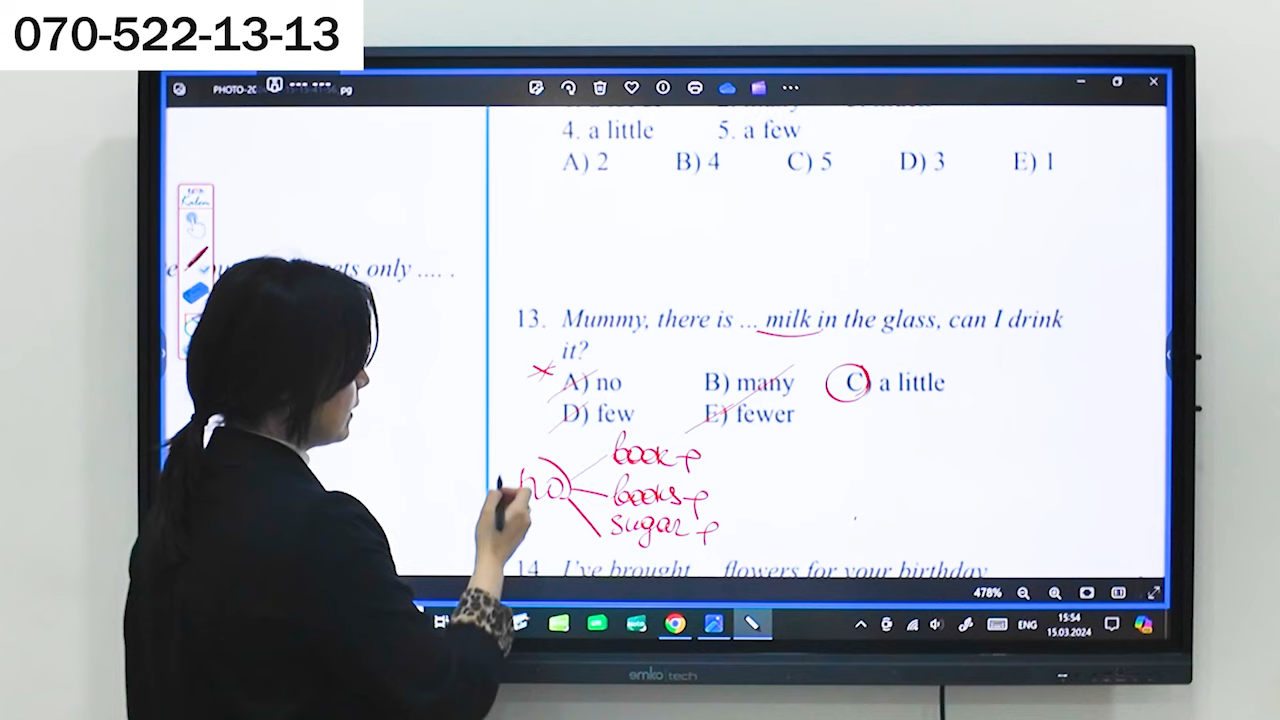 070-522-13-13
4. a little 5. a few
A) 2 B) 4 C) 5 D) 3 E) 1
only .... .
13. Mummy, there is ... milk in the glass, can I drink
it?
A) no B) many C) a little
D) few E) fewer
no
book
books
sugar
14. I've brought flowers for your birthday
478%
ENG
15:54
15.03.2024
emko tech